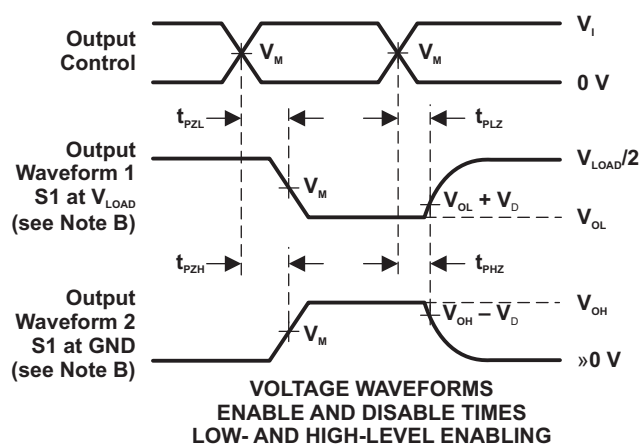 Output
Control
V_M
V_M
V_I
0 V
t_PZL
t_PLZ
Output
Waveform 1
S1 at V_LOAD
(see Note B)
V_M
V_LOAD/2
V_OL + V_D
V_OL
t_PZH
t_PHZ
Output
Waveform 2
S1 at GND
(see Note B)
V_M
V_OH
V_OH – V_D
»0 V
VOLTAGE WAVEFORMS
ENABLE AND DISABLE TIMES
LOW- AND HIGH-LEVEL ENABLING